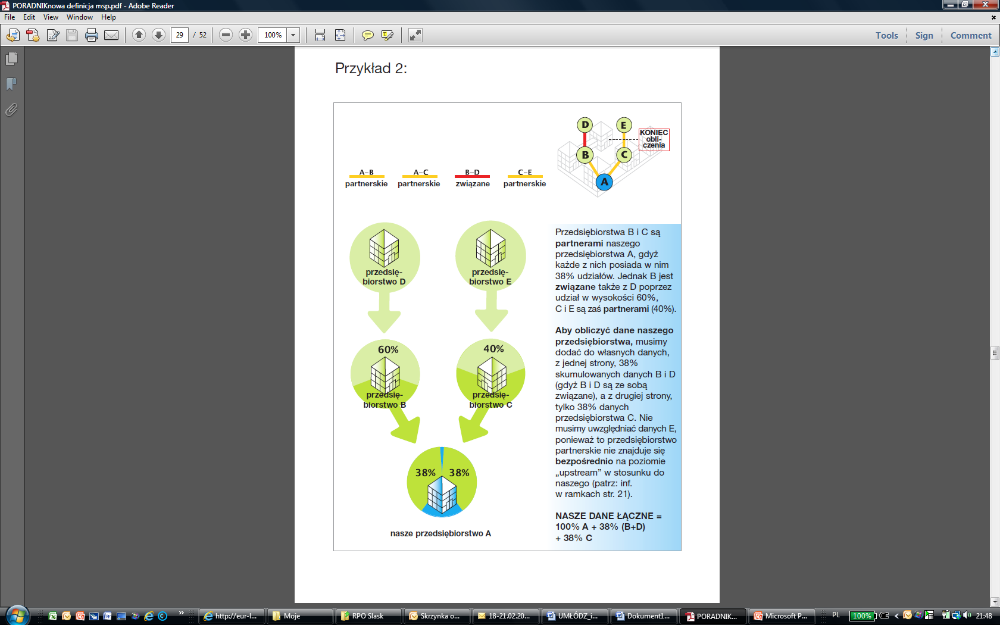 PORADNIKnowa definicja msp.pdf - Adobe Reader
File Edit View Window Help
29 / 52 100% Tools Sign Comment
Przykład 2:
D E
KONIEC
obli-
czenia
B C
A
A–B A–C B–D C–E
partnerskie partnerskie związane partnerskie
przedsię-
biorstwo D
przedsię-
biorstwo E
60%
przedsię-
biorstwo B
40%
przedsię-
biorstwo C
38% 38%
nasze przedsiębiorstwo A
Przedsiębiorstwa B i C są
partnerami naszego
przedsiębiorstwa A, gdyż
każde z nich posiada w nim
38% udziałów. Jednak B jest
związane także z D poprzez
udział w wysokości 60%,
C i E są zaś partnerami (40%).
Aby obliczyć dane naszego
przedsiębiorstwa, musimy
dodać do własnych danych,
z jednej strony, 38%
skumulowanych danych B i D
(gdyż B i D są ze sobą
związane), a z drugiej strony,
tylko 38% danych
przedsiębiorstwa C. Nie
musimy uwzględniać danych E,
ponieważ to przedsiębiorstwo
partnerskie nie znajduje się
bezpośrednio na poziomie
„upstream” w stosunku do
naszego (patrz: inf.
w ramkach str. 21).
NASZE DANE ŁĄCZNE =
100% A + 38% (B+D)
+ 38% C
http://eur-l... Moje RPO Slask Skrzynka o... 18-21.02.20... UMŁÓDZ_i... Dokument1... PORADNIK... Microsoft P... PL 100% 21:48